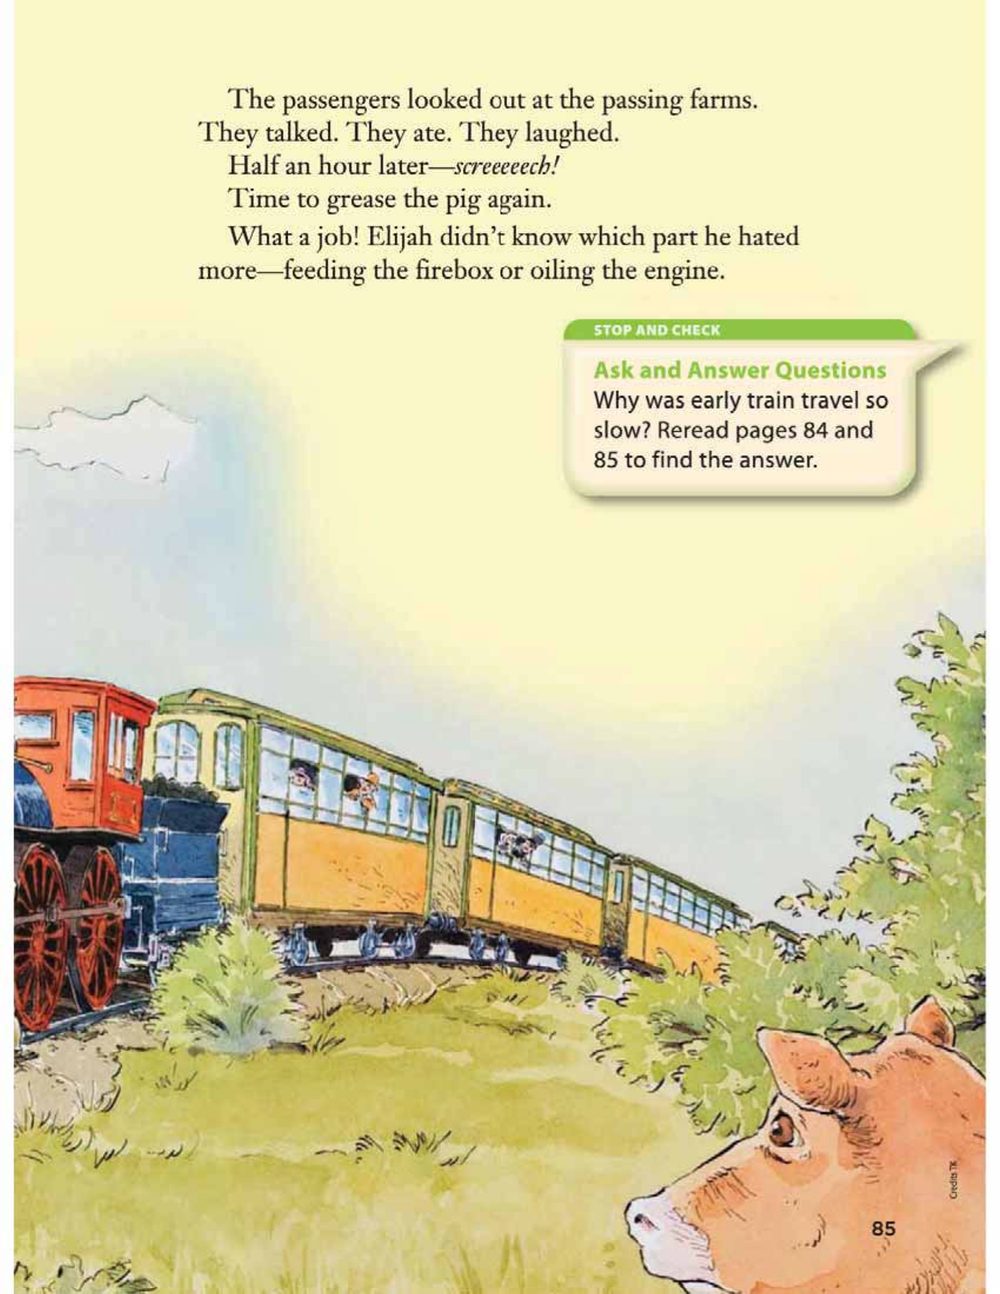 The passengers looked out at the passing farms.
They talked. They ate. They laughed.
Half an hour later—screeeeech!
Time to grease the pig again.
What a job! Elijah didn't know which part he hated
more—feeding the firebox or oiling the engine.
STOP AND CHECK
Ask and Answer Questions
Why was early train travel so
slow? Reread pages 84 and
85 to find the answer.
Credits TK
85